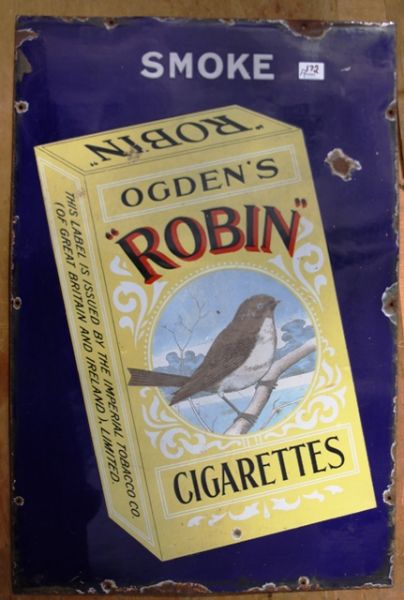 SMOKE
"ROBIN"
OGDEN'S
"ROBIN"
CIGARETTES
THIS LABEL IS ISSUED BY THE IMPERIAL TOBACCO CO.
(OF GREAT BRITAIN AND IRELAND), LIMITED.